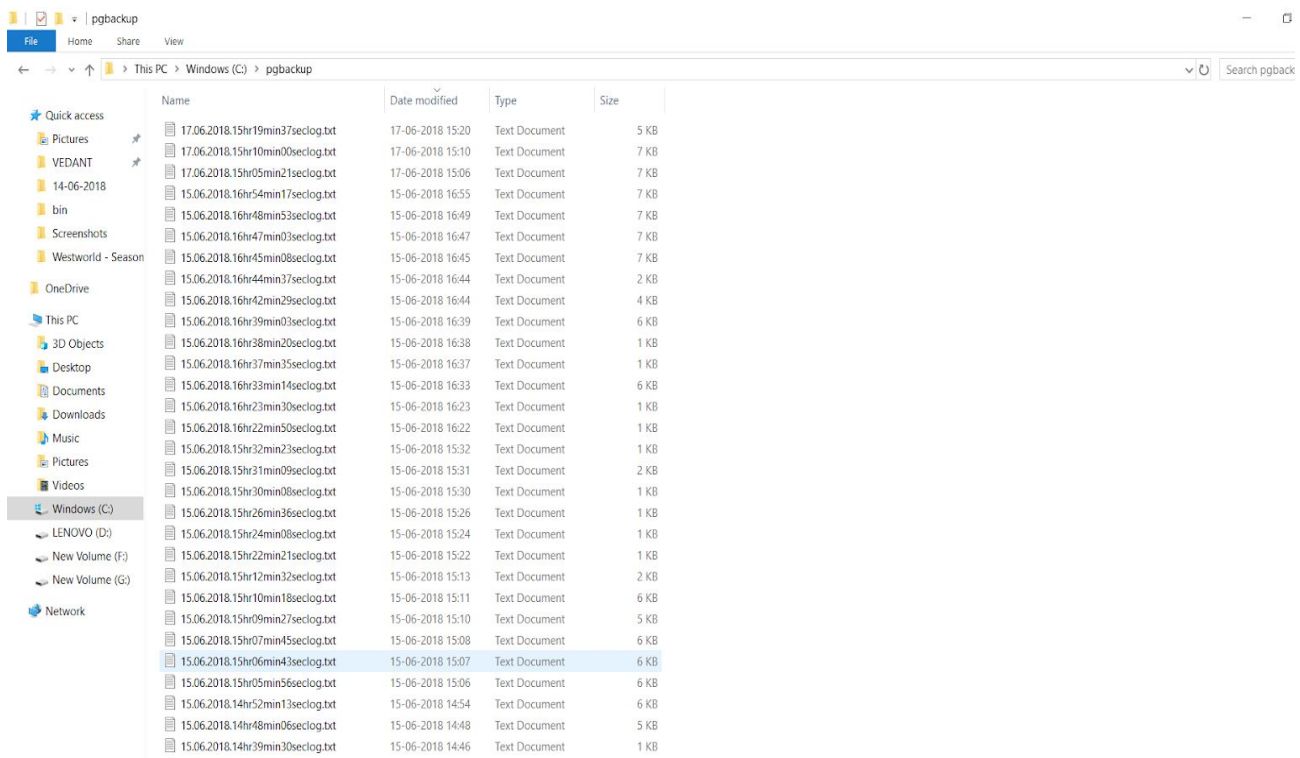 pgbackup
File Home Share View
This PC > Windows (C:) > pgbackup
Search pgback
Quick access
Pictures
VEDANT
14-06-2018
bin
Screenshots
Westworld - Season
OneDrive
This PC
3D Objects
Desktop
Documents
Downloads
Music
Pictures
Videos
Windows (C:)
LENOVO (D:)
New Volume (F:)
New Volume (G:)
Network
Name Date modified Type Size
17.06.2018.15hr19min37seclog.txt 17-06-2018 15:20 Text Document 5 KB
17.06.2018.15hr10min00seclog.txt 17-06-2018 15:10 Text Document 7 KB
17.06.2018.15hr05min21seclog.txt 17-06-2018 15:06 Text Document 7 KB
15.06.2018.16hr54min17seclog.txt 15-06-2018 16:55 Text Document 7 KB
15.06.2018.16hr48min53seclog.txt 15-06-2018 16:49 Text Document 7 KB
15.06.2018.16hr47min03seclog.txt 15-06-2018 16:47 Text Document 7 KB
15.06.2018.16hr45min08seclog.txt 15-06-2018 16:45 Text Document 7 KB
15.06.2018.16hr44min37seclog.txt 15-06-2018 16:44 Text Document 2 KB
15.06.2018.16hr42min29seclog.txt 15-06-2018 16:44 Text Document 4 KB
15.06.2018.16hr39min03seclog.txt 15-06-2018 16:39 Text Document 6 KB
15.06.2018.16hr38min20seclog.txt 15-06-2018 16:38 Text Document 1 KB
15.06.2018.16hr37min35seclog.txt 15-06-2018 16:37 Text Document 1 KB
15.06.2018.16hr33min14seclog.txt 15-06-2018 16:33 Text Document 6 KB
15.06.2018.16hr23min30seclog.txt 15-06-2018 16:23 Text Document 1 KB
15.06.2018.16hr22min50seclog.txt 15-06-2018 16:22 Text Document 1 KB
15.06.2018.15hr32min23seclog.txt 15-06-2018 15:32 Text Document 1 KB
15.06.2018.15hr31min09seclog.txt 15-06-2018 15:31 Text Document 2 KB
15.06.2018.15hr30min08seclog.txt 15-06-2018 15:30 Text Document 1 KB
15.06.2018.15hr26min36seclog.txt 15-06-2018 15:26 Text Document 1 KB
15.06.2018.15hr24min08seclog.txt 15-06-2018 15:24 Text Document 1 KB
15.06.2018.15hr22min21seclog.txt 15-06-2018 15:22 Text Document 1 KB
15.06.2018.15hr12min32seclog.txt 15-06-2018 15:13 Text Document 2 KB
15.06.2018.15hr10min18seclog.txt 15-06-2018 15:11 Text Document 6 KB
15.06.2018.15hr09min27seclog.txt 15-06-2018 15:10 Text Document 5 KB
15.06.2018.15hr07min45seclog.txt 15-06-2018 15:08 Text Document 6 KB
15.06.2018.15hr06min43seclog.txt 15-06-2018 15:07 Text Document 6 KB
15.06.2018.15hr05min56seclog.txt 15-06-2018 15:06 Text Document 6 KB
15.06.2018.14hr52min13seclog.txt 15-06-2018 14:54 Text Document 6 KB
15.06.2018.14hr48min06seclog.txt 15-06-2018 14:48 Text Document 5 KB
15.06.2018.14hr39min30seclog.txt 15-06-2018 14:46 Text Document 1 KB